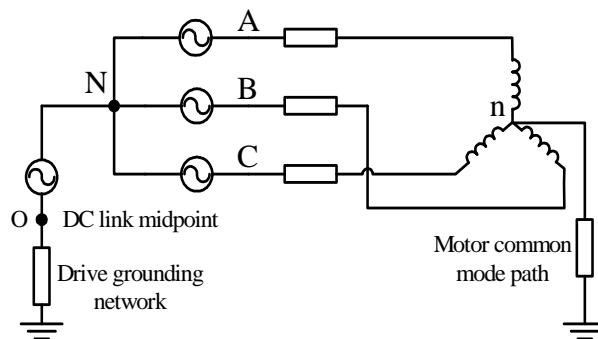 A
N
B
n
C
O
DC link midpoint
Drive grounding
network
Motor common
mode path